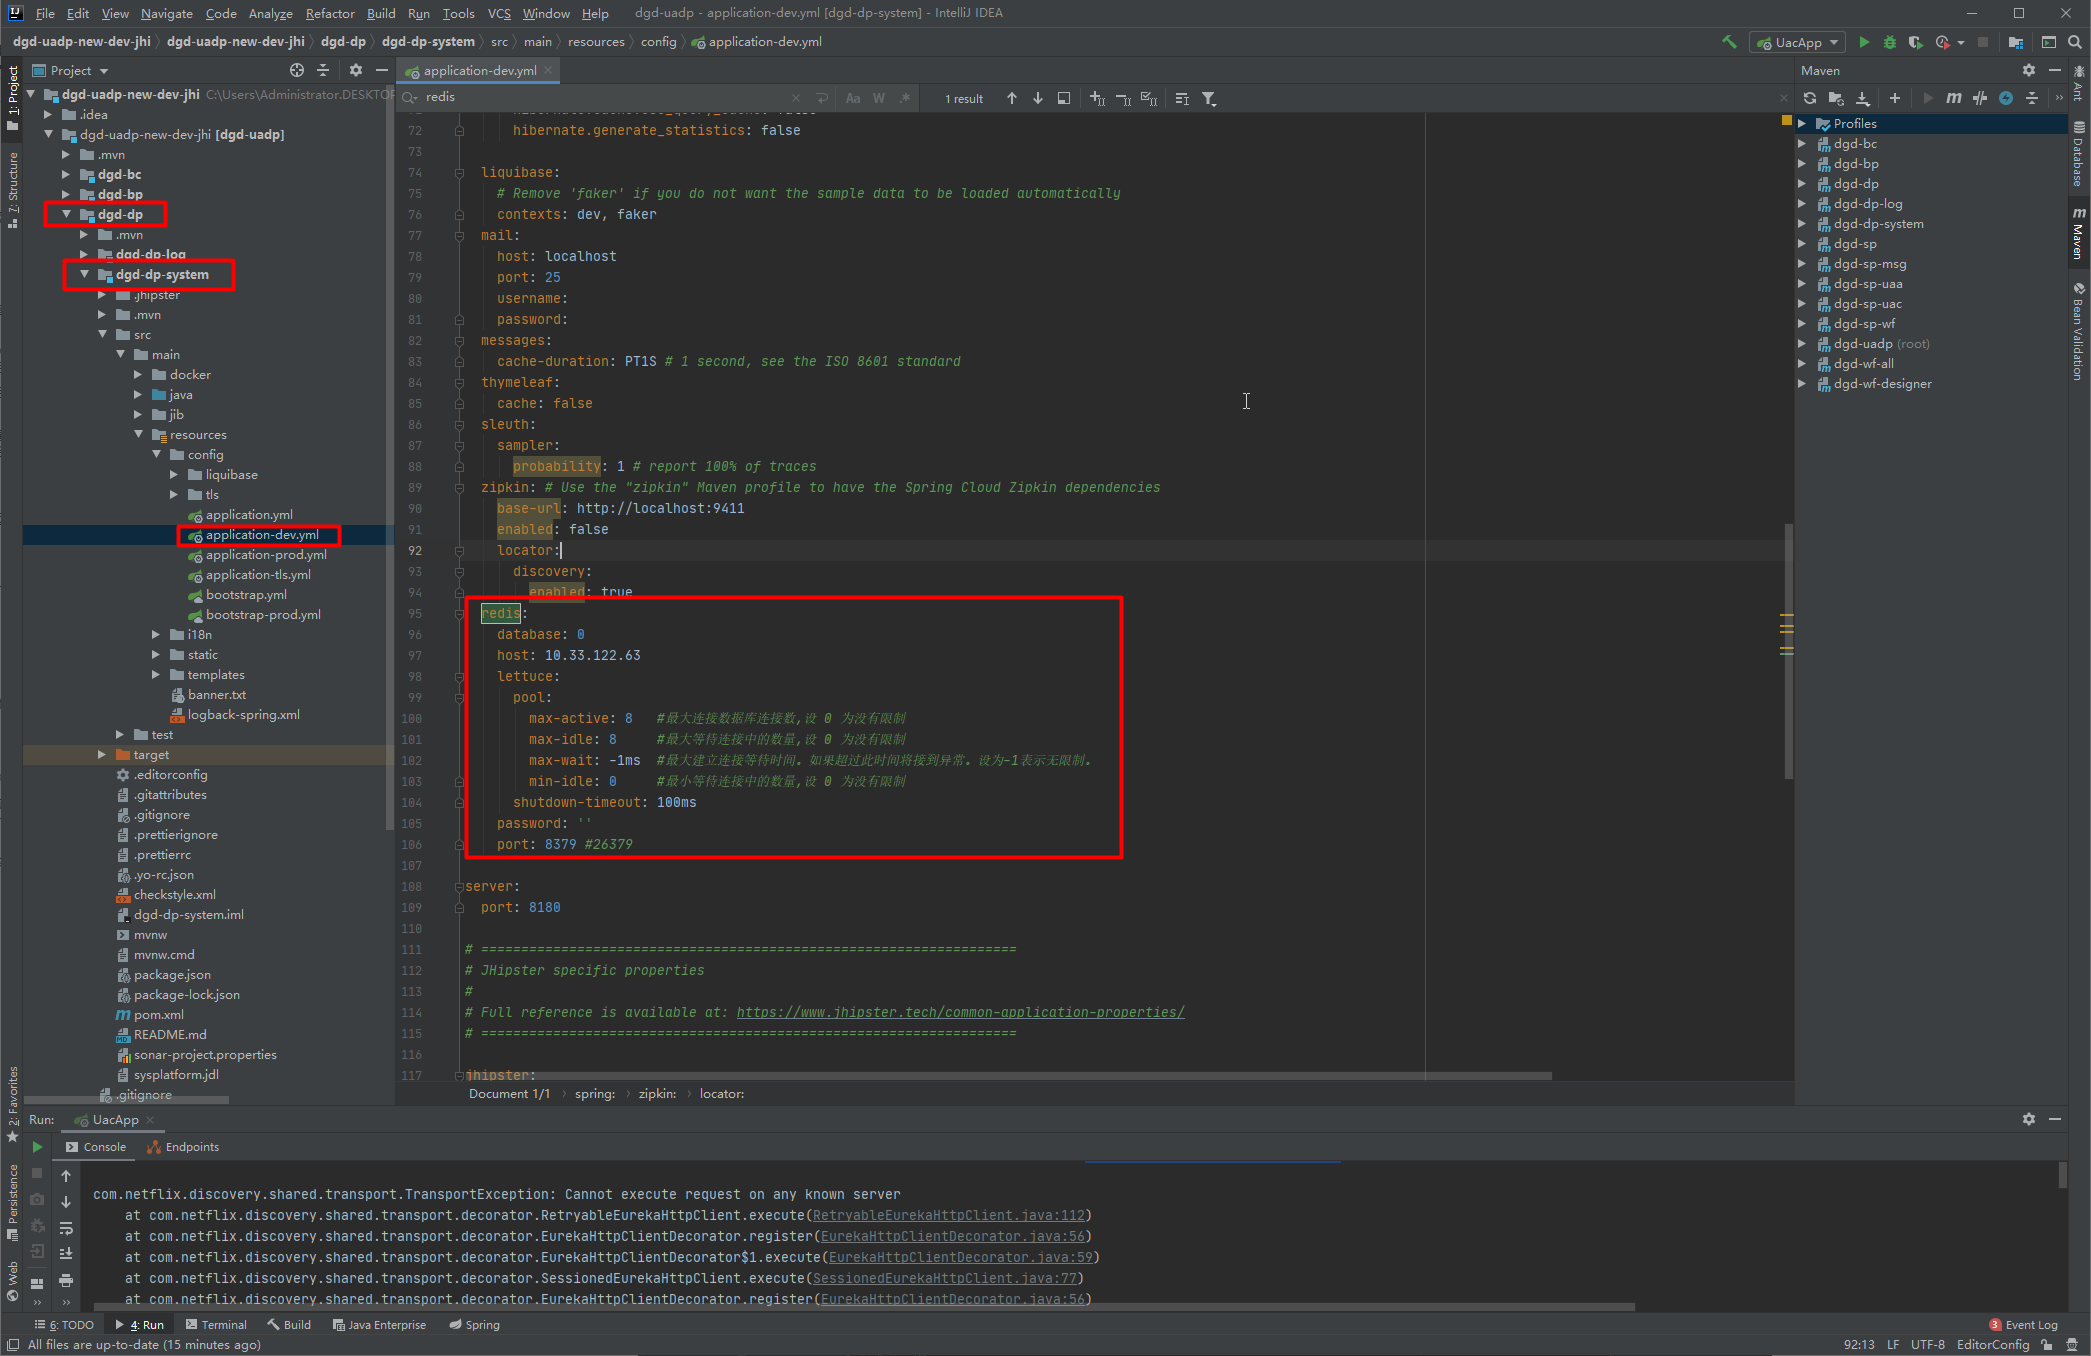 File Edit View Navigate Code Analyze Refactor Build Run Tools VCS Window Help dgd-uadp - application-dev.yml [dgd-dp-system] - IntelliJ IDEA
dgd-uadp-new-dev-jhi dgd-uadp-new-dev-jhi dgd-dp dgd-dp-system src main resources config application-dev.yml UacApp
Project
dgd-uadp-new-dev-jhi C:\Users\Administrator.DESKTOP
.idea
dgd-uadp-new-dev-jhi [dgd-uadp]
.mvn
dgd-bc
dgd-bp
dgd-dp
.mvn
dgd-dp-log
dgd-dp-system
.jhipster
.mvn
src
main
docker
java
jib
resources
config
liquibase
tls
application.yml
application-dev.yml
application-prod.yml
application-tls.yml
bootstrap.yml
bootstrap-prod.yml
i18n
static
templates
banner.txt
logback-spring.xml
test
target
.editorconfig
.gitattributes
.gitignore
.prettierignore
.prettierrc
.yo-rc.json
checkstyle.xml
dgd-dp-system.iml
mvnw
mvnw.cmd
package.json
package-lock.json
pom.xml
README.md
sonar-project.properties
sysplatform.jdl
.gitignore
1: Project
7: Structure
2: Favorites
Persistence
Web
application-dev.yml
redis Aa W .* 1 result
72 hibernate.generate_statistics: false
73
74 liquibase:
75 # Remove 'faker' if you do not want the sample data to be loaded automatically
76 contexts: dev, faker
77 mail:
78 host: localhost
79 port: 25
80 username:
81 password:
82 messages:
83 cache-duration: PT1S # 1 second, see the ISO 8601 standard
84 thymeleaf:
85 cache: false
86 sleuth:
87 sampler:
88 probability: 1 # report 100% of traces
89 zipkin: # Use the "zipkin" Maven profile to have the Spring Cloud Zipkin dependencies
90 base-url: http://localhost:9411
91 enabled: false
92 locator:
93 discovery:
94 enabled: true
95 redis:
96 database: 0
97 host: 10.33.122.63
98 lettuce:
99 pool:
100 max-active: 8 #最大连接数据库连接数,设 0 为没有限制
101 max-idle: 8 #最大等待连接中的数量,设 0 为没有限制
102 max-wait: -1ms #最大建立连接等待时间。如果超过此时间将接到异常。设为-1表示无限制。
103 min-idle: 0 #最小等待连接中的数量,设 0 为没有限制
104 shutdown-timeout: 100ms
105 password: ''
106 port: 8379 #26379
107
108 server:
109 port: 8180
110
111 # ===================================================================
112 # JHipster specific properties
113 #
114 # Full reference is available at: https://www.jhipster.tech/common-application-properties/
115 # ===================================================================
116
117 jhipster:
Document 1/1 spring: zipkin: locator:
Maven
Profiles
dgd-bc
dgd-bp
dgd-dp
dgd-dp-log
dgd-dp-system
dgd-sp
dgd-sp-msg
dgd-sp-uaa
dgd-sp-uac
dgd-sp-wf
dgd-uadp (root)
dgd-wf-all
dgd-wf-designer
Ant
Database
Maven
Bean Validation
Run: UacApp
Console Endpoints
com.netflix.discovery.shared.transport.TransportException: Cannot execute request on any known server
at com.netflix.discovery.shared.transport.decorator.RetryableEurekaHttpClient.execute(RetryableEurekaHttpClient.java:112)
at com.netflix.discovery.shared.transport.decorator.EurekaHttpClientDecorator.register(EurekaHttpClientDecorator.java:56)
at com.netflix.discovery.shared.transport.decorator.EurekaHttpClientDecorator$1.execute(EurekaHttpClientDecorator.java:59)
at com.netflix.discovery.shared.transport.decorator.SessionedEurekaHttpClient.execute(SessionedEurekaHttpClient.java:77)
at com.netflix.discovery.shared.transport.decorator.EurekaHttpClientDecorator.register(EurekaHttpClientDecorator.java:56)
6: TODO 4: Run Terminal Build Java Enterprise Spring 3 Event Log
All files are up-to-date (15 minutes ago) 92:13 LF UTF-8 EditorConfig